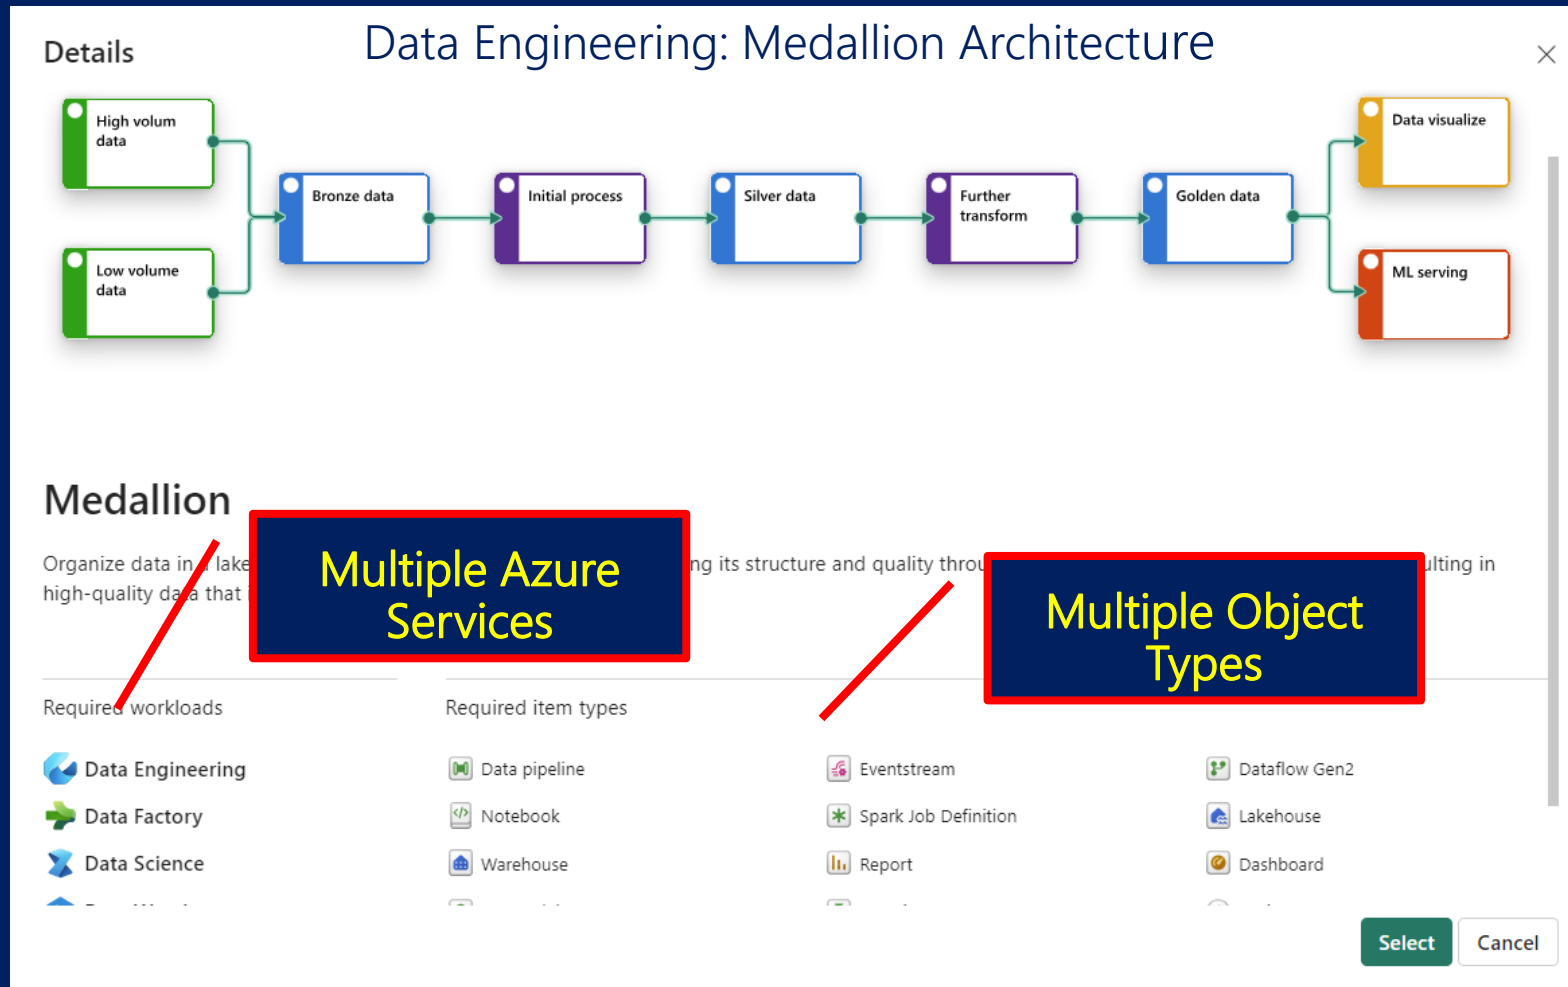 Details
Data Engineering: Medallion Architecture
High volum
data
Low volume
data
Bronze data
Initial process
Silver data
Further
transform
Golden data
Data visualize
ML serving
Medallion
Organize data in a lake
ng its structure and quality throu
ulting in
high-quality data that
Multiple Azure
Services
Multiple Object
Types
Required workloads
Required item types
Data Engineering
Data pipeline
Eventstream
Dataflow Gen2
Data Factory
Notebook
Spark Job Definition
Lakehouse
Data Science
Warehouse
Report
Dashboard
Select
Cancel